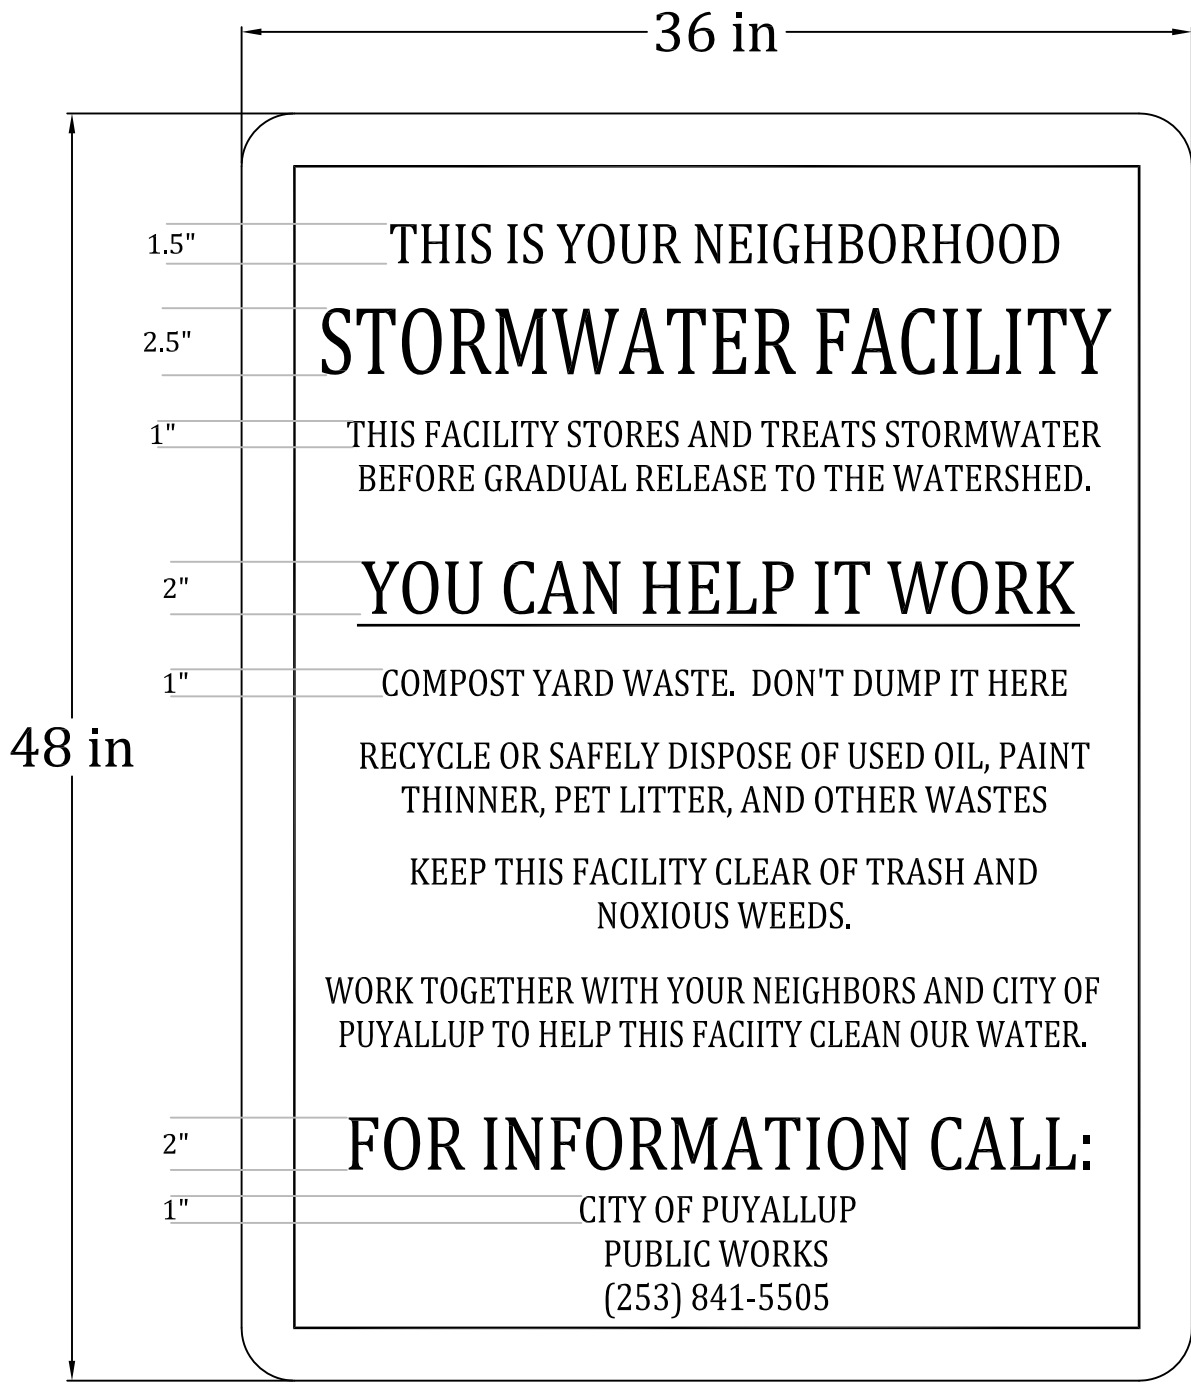 36 in
1.5" THIS IS YOUR NEIGHBORHOOD
2.5" STORMWATER FACILITY
1" THIS FACILITY STORES AND TREATS STORMWATER
BEFORE GRADUAL RELEASE TO THE WATERSHED.
2" YOU CAN HELP IT WORK
1" COMPOST YARD WASTE.  DON'T DUMP IT HERE
48 in
RECYCLE OR SAFELY DISPOSE OF USED OIL, PAINT
THINNER, PET LITTER, AND OTHER WASTES
KEEP THIS FACILITY CLEAR OF TRASH AND
NOXIOUS WEEDS.
WORK TOGETHER WITH YOUR NEIGHBORS AND CITY OF
PUYALLUP TO HELP THIS FACIITY CLEAN OUR WATER.
2" FOR INFORMATION CALL:
1" CITY OF PUYALLUP
PUBLIC WORKS
(253) 841-5505